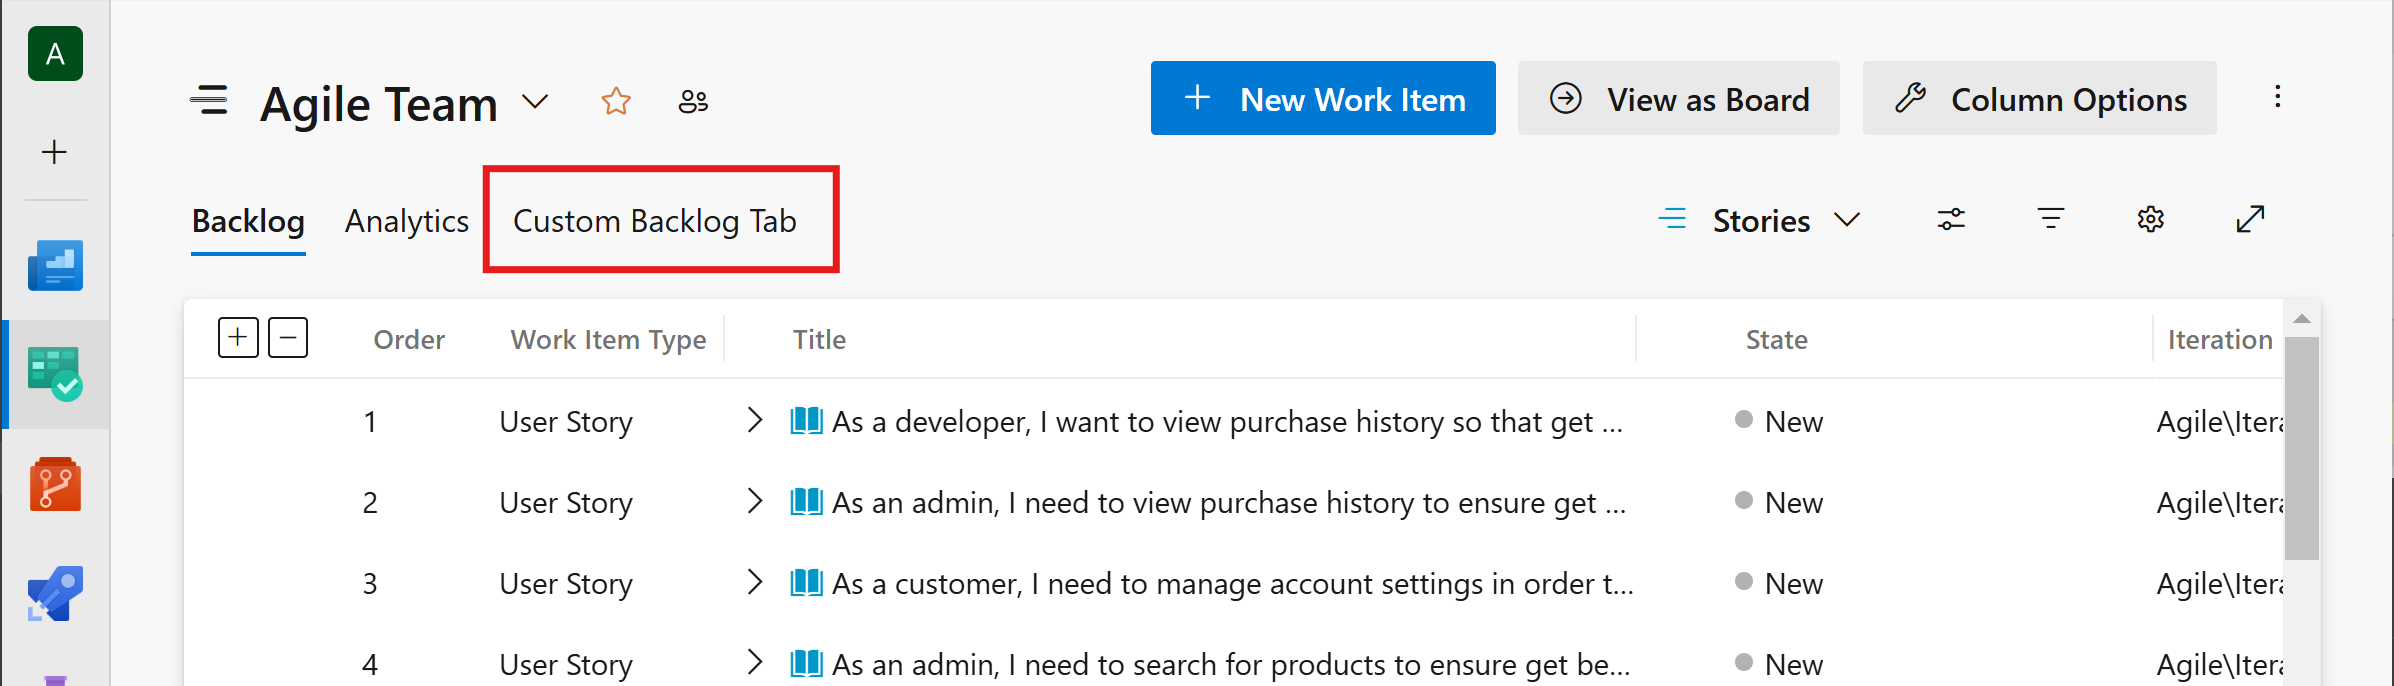 A
Agile Team
New Work Item
View as Board
Column Options
Backlog
Analytics
Custom Backlog Tab
Stories
Order
Work Item Type
Title
State
Iteration
1
User Story
As a developer, I want to view purchase history so that get ...
New
Agile\Itera
2
User Story
As an admin, I need to view purchase history to ensure get ...
New
Agile\Itera
3
User Story
As a customer, I need to manage account settings in order t...
New
Agile\Itera
4
User Story
As an admin, I need to search for products to ensure get be...
New
Agile\Itera